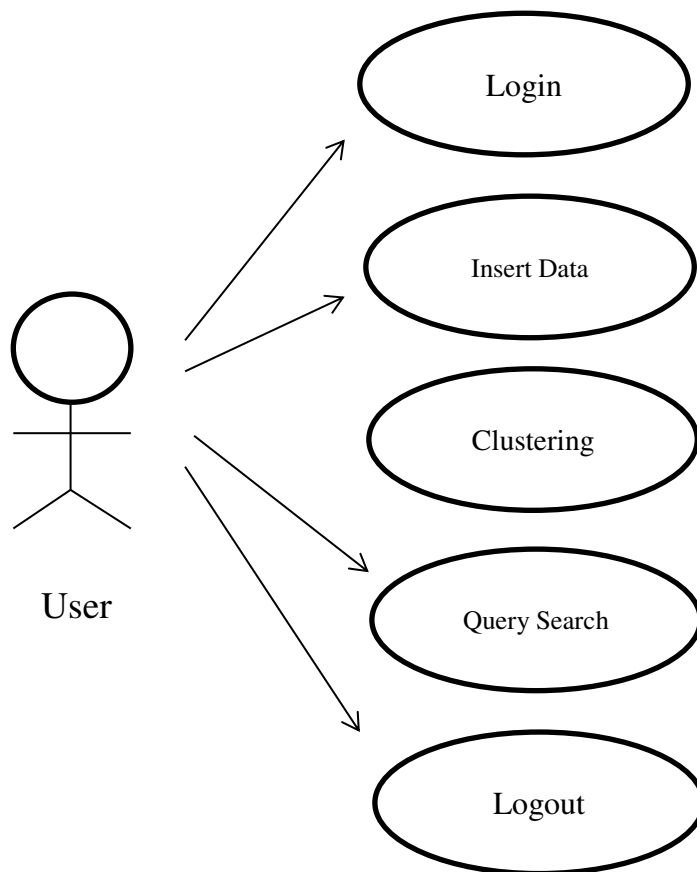 Login
Insert Data
Clustering
User
Query Search
Logout